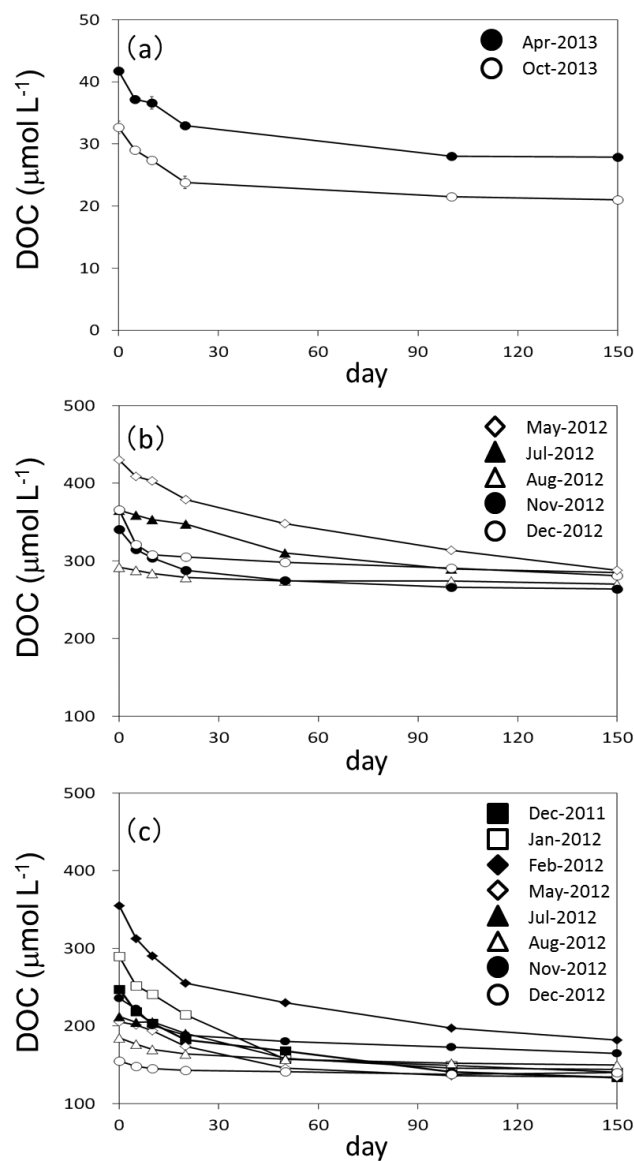 (a)
Apr-2013
Oct-2013
50
40
30
20
10
0
DOC (μmol L-1)
0 30 60 90 120 150
day
(b)
May-2012
Jul-2012
Aug-2012
Nov-2012
Dec-2012
500
400
300
200
100
DOC (μmol L-1)
0 30 60 90 120 150
day
(c)
Dec-2011
Jan-2012
Feb-2012
May-2012
Jul-2012
Aug-2012
Nov-2012
Dec-2012
500
400
300
200
100
DOC (μmol L-1)
0 30 60 90 120 150
day